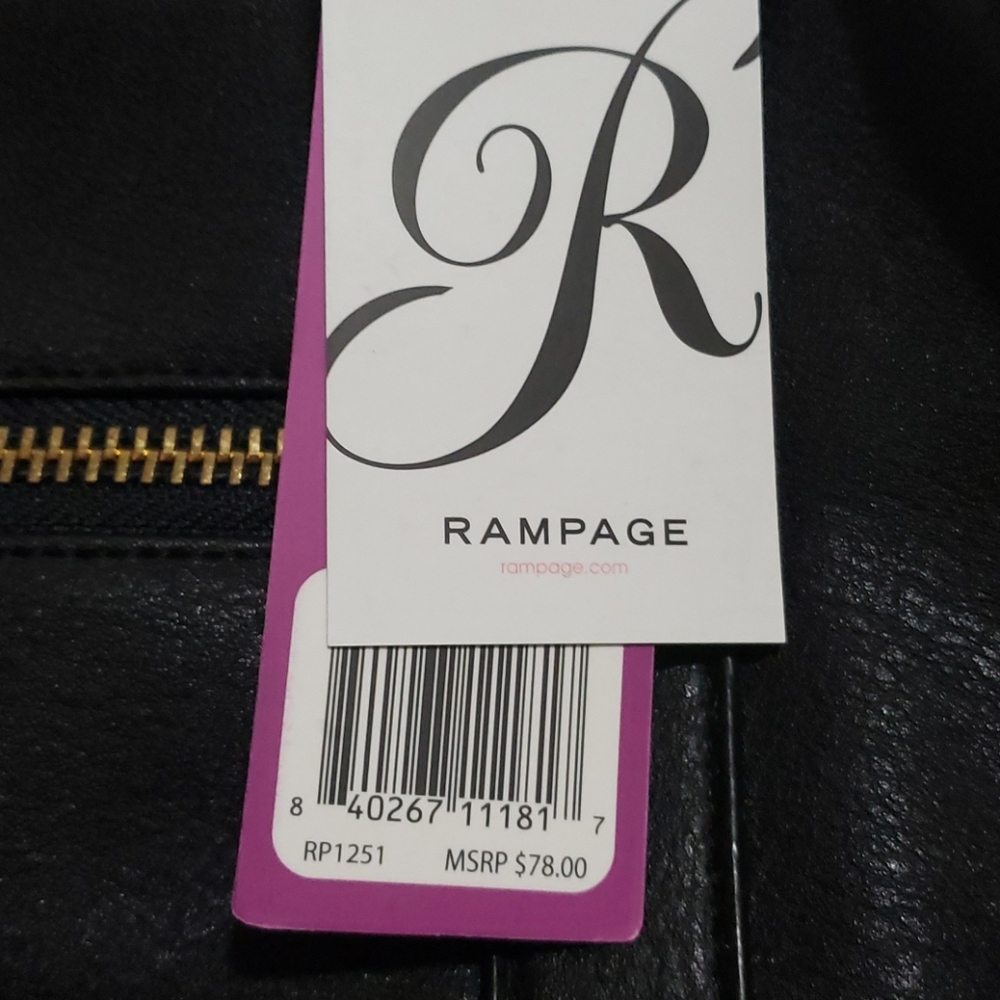 R
RAMPAGE
rampage.com
8 40267 11181 7
RP1251 MSRP $78.00